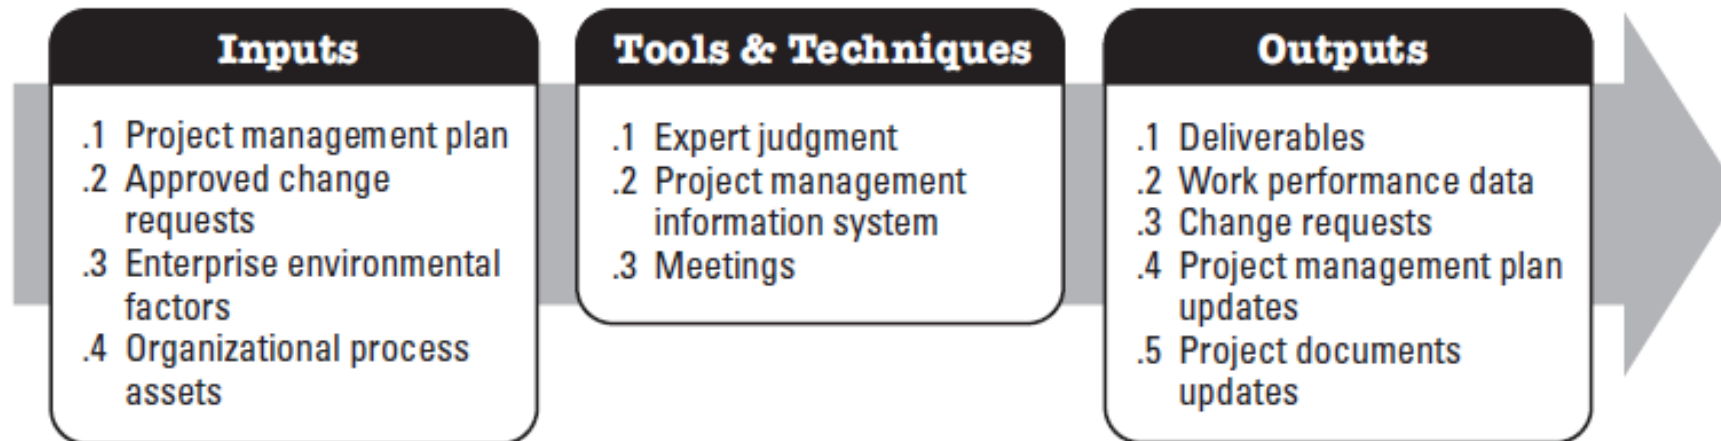 Inputs
.1 Project management plan
.2 Approved change
requests
.3 Enterprise environmental
factors
.4 Organizational process
assets
Tools & Techniques
.1 Expert judgment
.2 Project management
information system
.3 Meetings
Outputs
.1 Deliverables
.2 Work performance data
.3 Change requests
.4 Project management plan
updates
.5 Project documents
updates